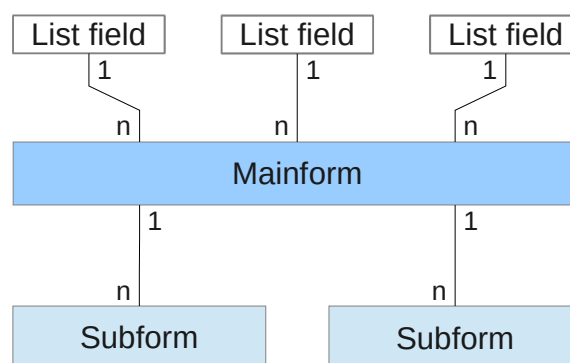 List field List field List field
1 1 1
n n n
Mainform
1 1
n n
Subform Subform